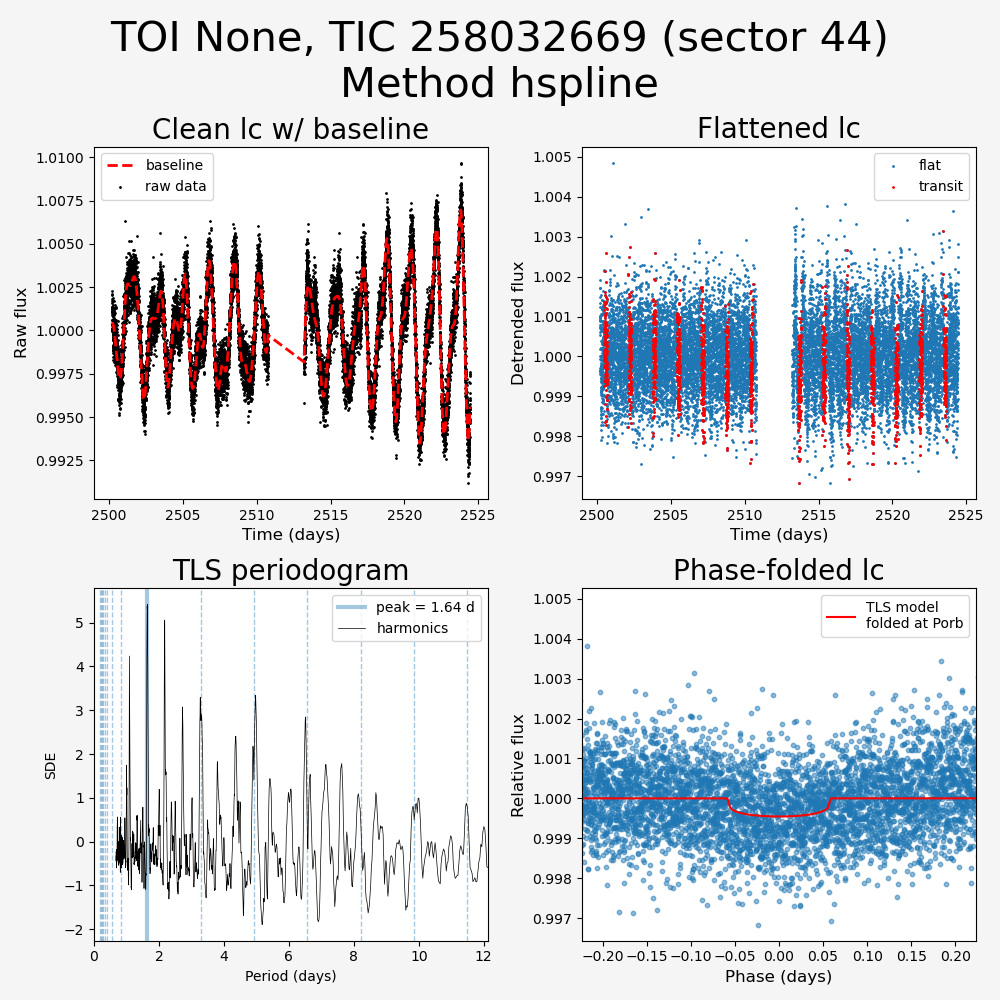 TOI None, TIC 258032669 (sector 44)
Method hspline
Clean lc w/ baseline
baseline
raw data
1.0100
1.0075
1.0050
1.0025
1.0000
0.9975
0.9950
0.9925
Raw flux
2500 2505 2510 2515 2520 2525
Time (days)
Flattened lc
flat
transit
1.005
1.004
1.003
1.002
1.001
1.000
0.999
0.998
0.997
Detrended flux
2500 2505 2510 2515 2520 2525
Time (days)
TLS periodogram
peak = 1.64 d
harmonics
5
4
3
2
1
0
−1
−2
SDE
0 2 4 6 8 10 12
Period (days)
Phase-folded lc
TLS model
folded at Porb
1.005
1.004
1.003
1.002
1.001
1.000
0.999
0.998
0.997
Relative flux
−0.20 −0.15 −0.10 −0.05 0.00 0.05 0.10 0.15 0.20
Phase (days)